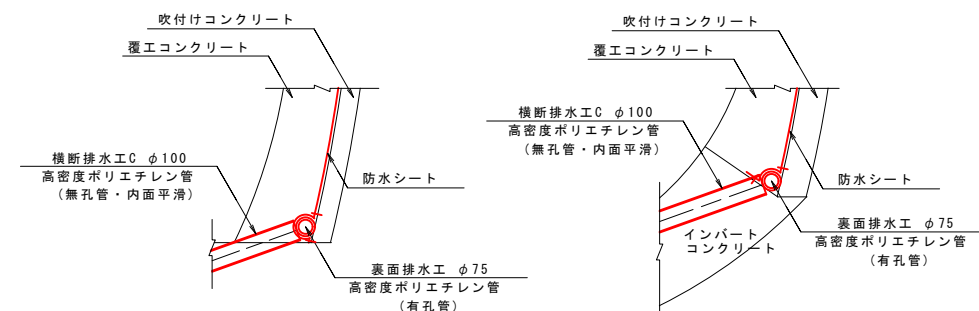 吹付けコンクリート
覆工コンクリート
横断排水工C φ100
高密度ポリエチレン管
（無孔管・内面平滑）
防水シート
裏面排水工 φ75
高密度ポリエチレン管
（有孔管）
吹付けコンクリート
覆工コンクリート
横断排水工C φ100
高密度ポリエチレン管
（無孔管・内面平滑）
防水シート
インバート
コンクリート
裏面排水工 φ75
高密度ポリエチレン管
（有孔管）